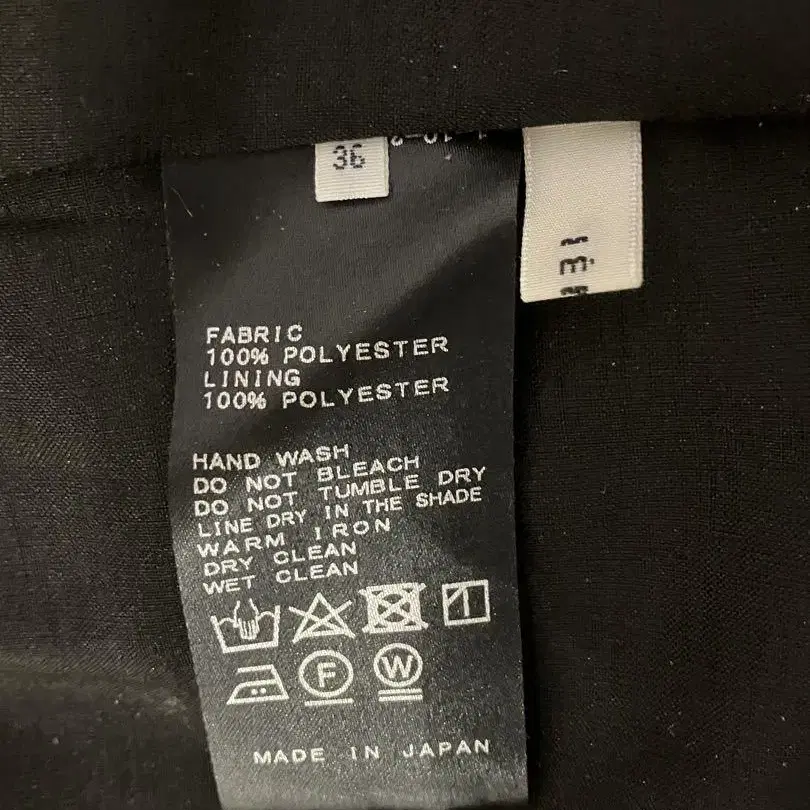 36
FABRIC
100% POLYESTER
LINING
100% POLYESTER
HAND WASH
DO NOT BLEACH
DO NOT TUMBLE DRY
LINE DRY IN THE SHADE
WARM IRON
DRY CLEAN
WET CLEAN
F W
MADE IN JAPAN